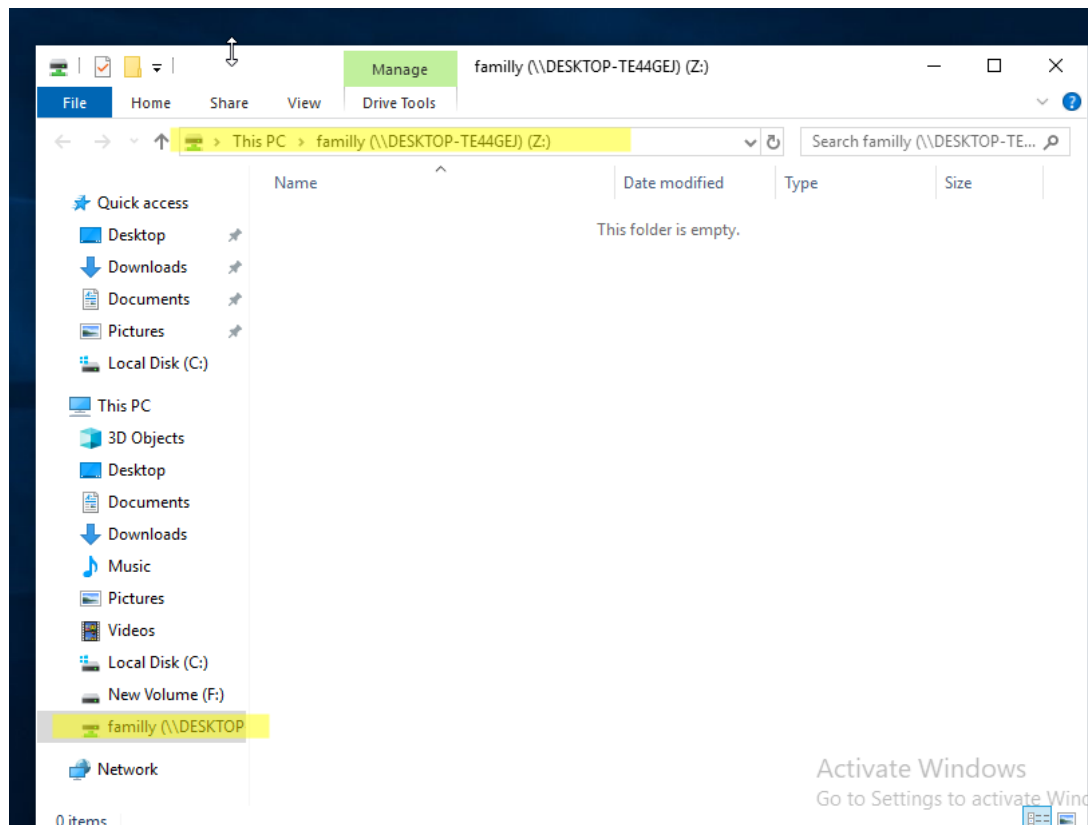 Manage familly (\\DESKTOP-TE44GEJ) (Z:)
File Home Share View Drive Tools
This PC familly (\\DESKTOP-TE44GEJ) (Z:) Search familly (\\DESKTOP-TE...
Name Date modified Type Size
This folder is empty.
Quick access
Desktop
Downloads
Documents
Pictures
Local Disk (C:)
This PC
3D Objects
Desktop
Documents
Downloads
Music
Pictures
Videos
Local Disk (C:)
New Volume (F:)
familly (\\DESKTOP
Network
Activate Windows
Go to Settings to activate Wind
0 items